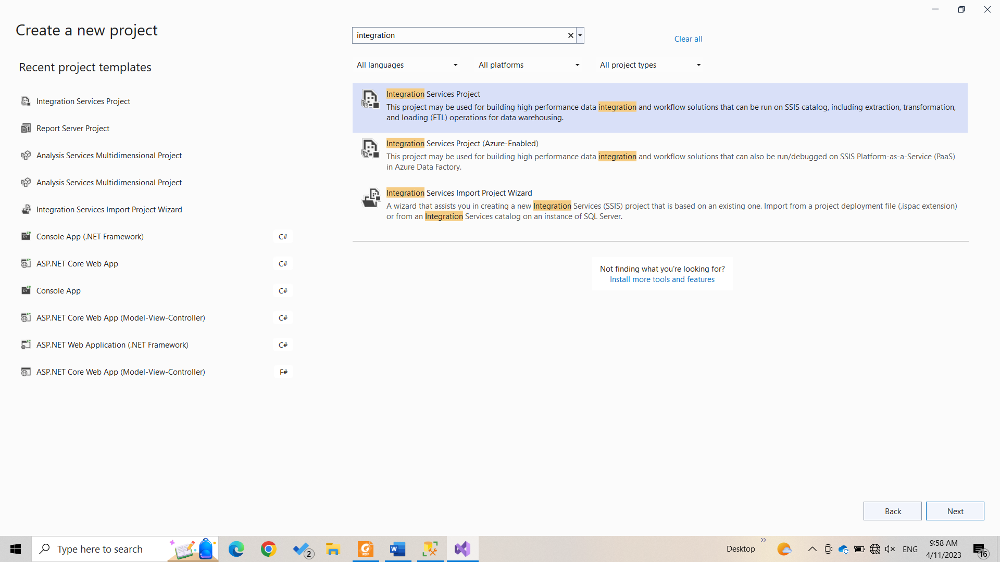 Create a new project
integration
Clear all
Recent project templates
All languages
All platforms
All project types
Integration Services Project
Report Server Project
Analysis Services Multidimensional Project
Analysis Services Multidimensional Project
Integration Services Import Project Wizard
Console App (.NET Framework)
C#
ASP.NET Core Web App
C#
Console App
C#
ASP.NET Core Web App (Model-View-Controller)
C#
ASP.NET Web Application (.NET Framework)
C#
ASP.NET Core Web App (Model-View-Controller)
F#
Integration Services Project
This project may be used for building high performance data integration and workflow solutions that can be run on SSIS catalog, including extraction, transformation,
and loading (ETL) operations for data warehousing.
Integration Services Project (Azure-Enabled)
This project may be used for building high performance data integration and workflow solutions that can also be run/debugged on SSIS Platform-as-a-Service (PaaS)
in Azure Data Factory.
Integration Services Import Project Wizard
A wizard that assists you in creating a new Integration Services (SSIS) project that is based on an existing one. Import from a project deployment file (.ispac extension)
or from an Integration Services catalog on an instance of SQL Server.
Not finding what you're looking for?
Install more tools and features
Back
Next
Type here to search
2
PDF
W
Desktop
ENG
9:58 AM
4/11/2023
16